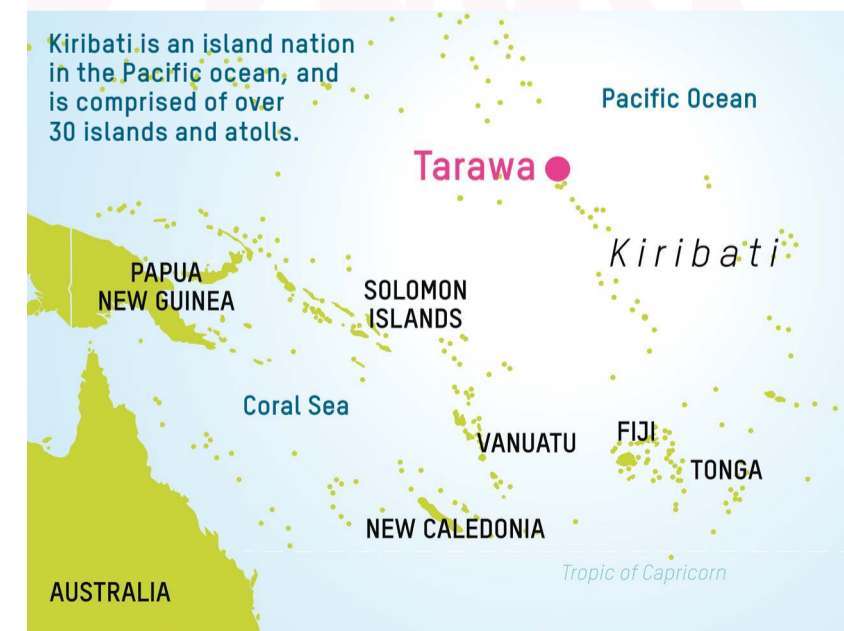 Kiribati is an island nation
in the Pacific ocean, and
is comprised of over
30 islands and atolls.
Pacific Ocean
Tarawa
Kiribati
PAPUA
NEW GUINEA
SOLOMON
ISLANDS
Coral Sea
VANUATU
FIJI
TONGA
NEW CALEDONIA
Tropic of Capricorn
AUSTRALIA